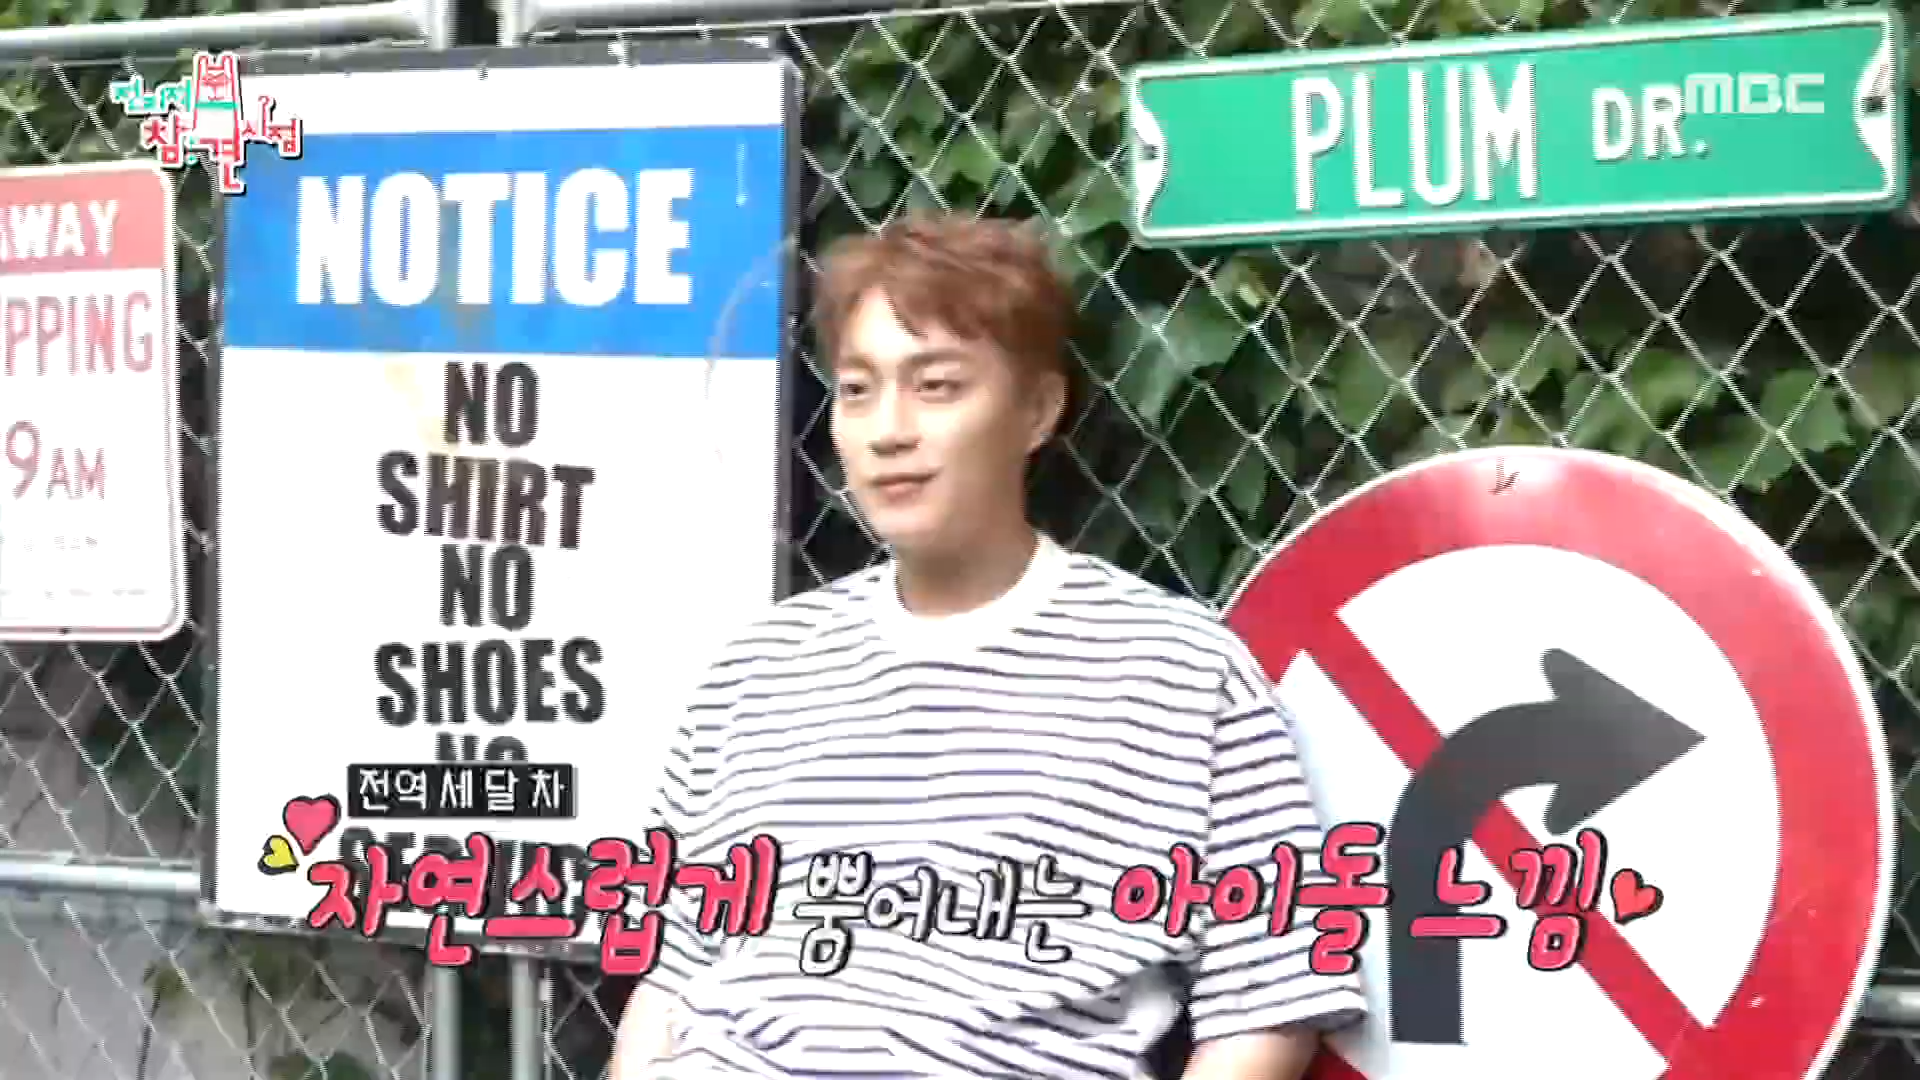 전지적
참견시점
MBC
PLUM DR.
NOTICE
NO
SHIRT
NO
SHOES
NO
WAY
PPING
9AM
전역 세 달 차
자연스럽게 뿜어내는 아이돌 느낌